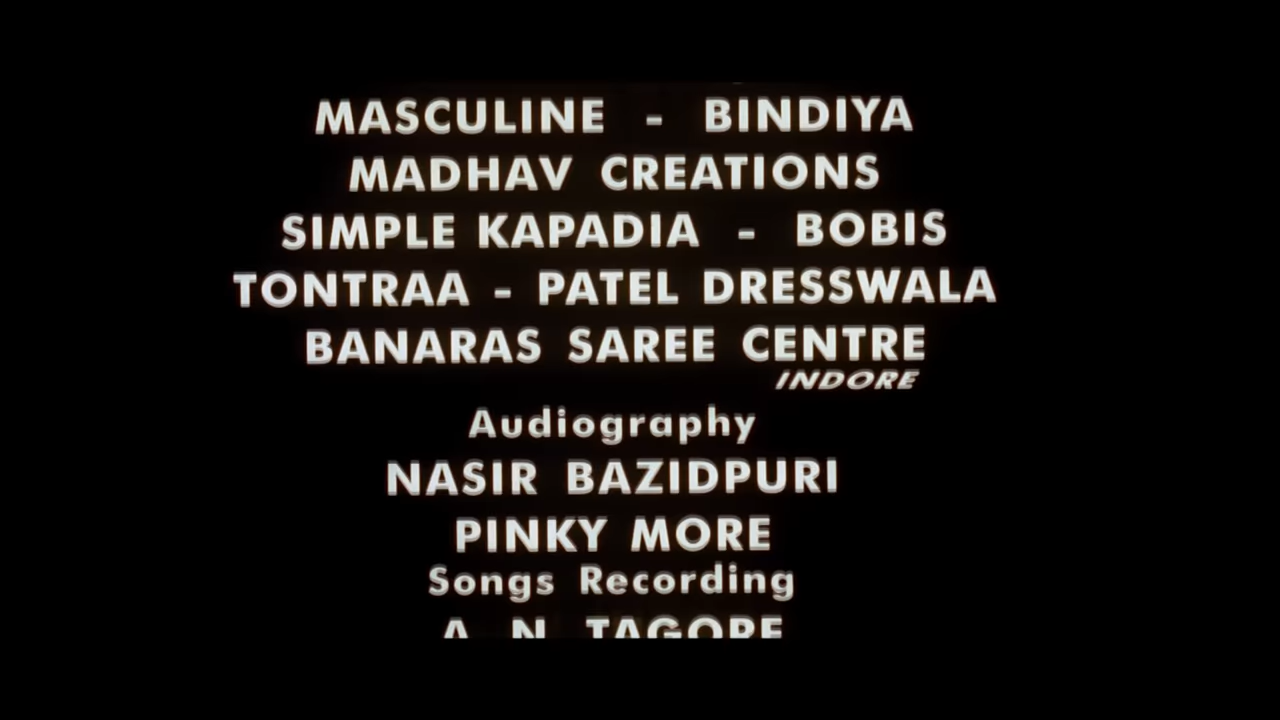 MASCULINE - BINDIYA
MADHAV CREATIONS
SIMPLE KAPADIA - BOBIS
TONTRAA - PATEL DRESSWALA
BANARAS SAREE CENTRE
INDORE
Audiography
NASIR BAZIDPURI
PINKY MORE
Songs Recording
A. N. TAGORE